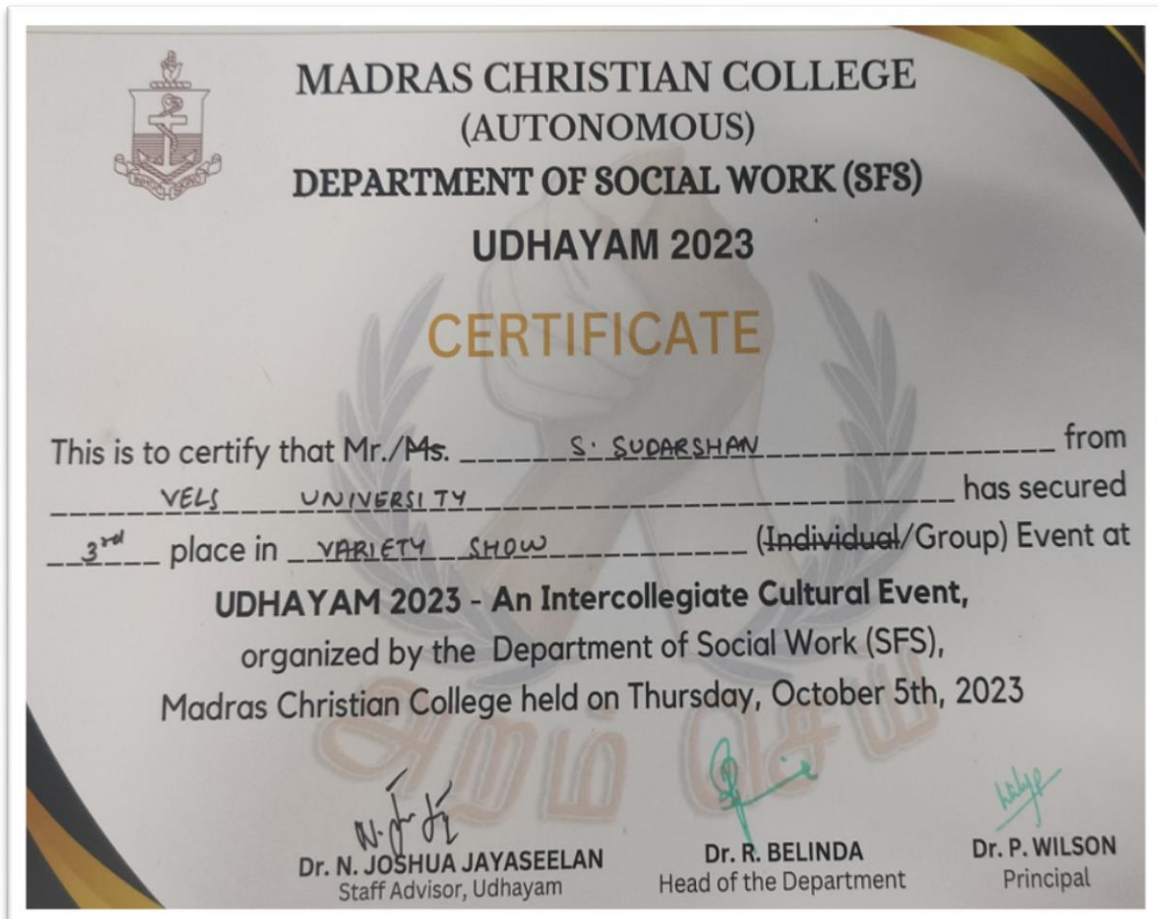 MADRAS CHRISTIAN COLLEGE
(AUTONOMOUS)
DEPARTMENT OF SOCIAL WORK (SFS)
UDHAYAM 2023
CERTIFICATE
This is to certify that Mr./Ms. S. SUDARSHAN from
VELS UNIVERSITY has secured
3rd place in VARIETY SHOW (Individual/Group) Event at
UDHAYAM 2023 - An Intercollegiate Cultural Event,
organized by the Department of Social Work (SFS),
Madras Christian College held on Thursday, October 5th, 2023
அறம் செய்
Dr. N. JOSHUA JAYASEELAN Dr. R. BELINDA Dr. P. WILSON
Staff Advisor, Udhayam Head of the Department Principal